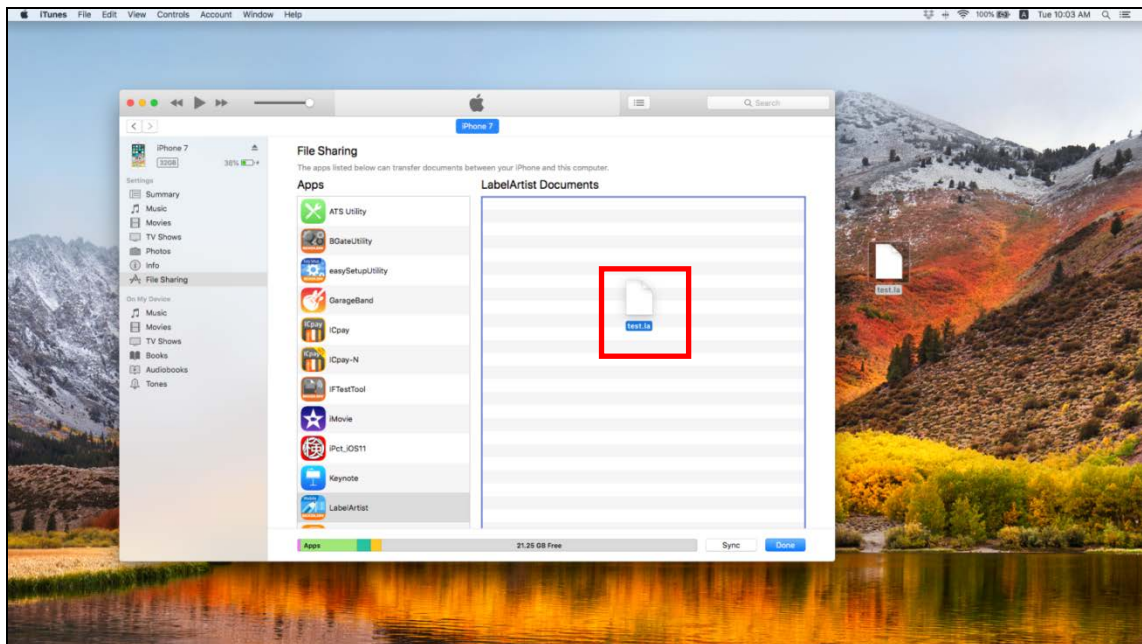 iTunes File Edit View Controls Account Window Help
100% Tue 10:03 AM
Search
iPhone 7
iPhone 7
32GB 38%
Settings
Summary
Music
Movies
TV Shows
Photos
Info
File Sharing
On My Device
Music
Movies
TV Shows
Books
Audiobooks
Tones
File Sharing
The apps listed below can transfer documents between your iPhone and this computer.
Apps
ATS Utility
BGateUtility
easySetupUtility
GarageBand
ICpay
ICpay-N
IFTestTool
iMovie
iPct_iOS11
Keynote
LabelArtist
LabelArtist Documents
test.la
test.la
Apps 21.25 GB Free Sync Done